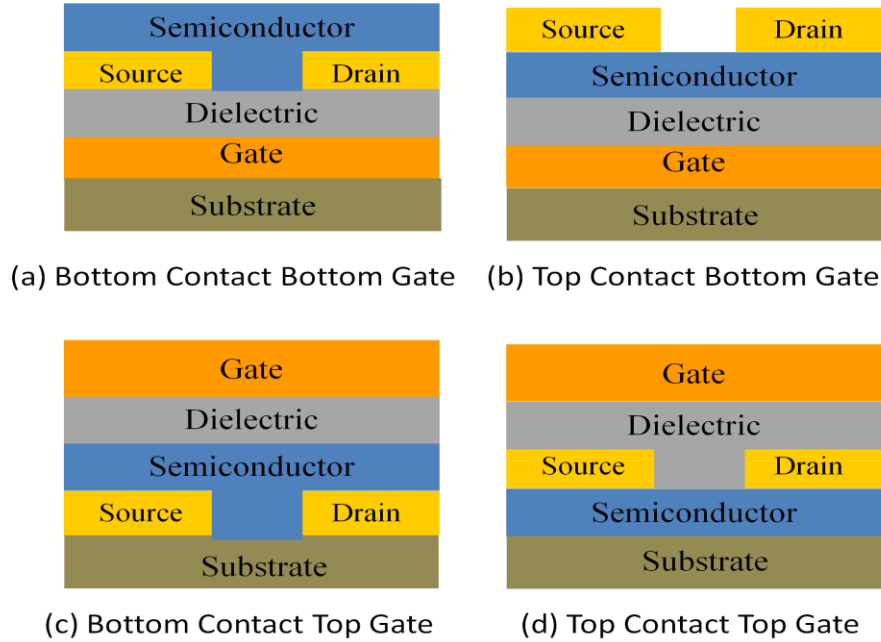 Semiconductor
Source Drain
Dielectric
Gate
Substrate
(a) Bottom Contact Bottom Gate
Source Drain
Semiconductor
Dielectric
Gate
Substrate
(b) Top Contact Bottom Gate
Gate
Dielectric
Semiconductor
Source Drain
Substrate
(c) Bottom Contact Top Gate
Gate
Dielectric
Source Drain
Semiconductor
Substrate
(d) Top Contact Top Gate